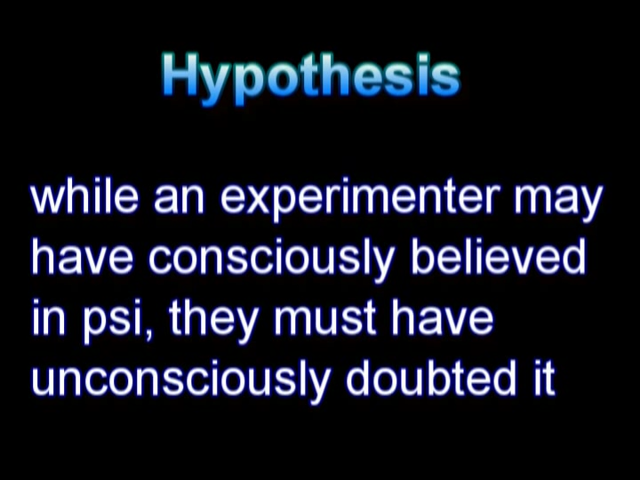 Hypothesis
while an experimenter may
have consciously believed
in psi, they must have
unconsciously doubted it